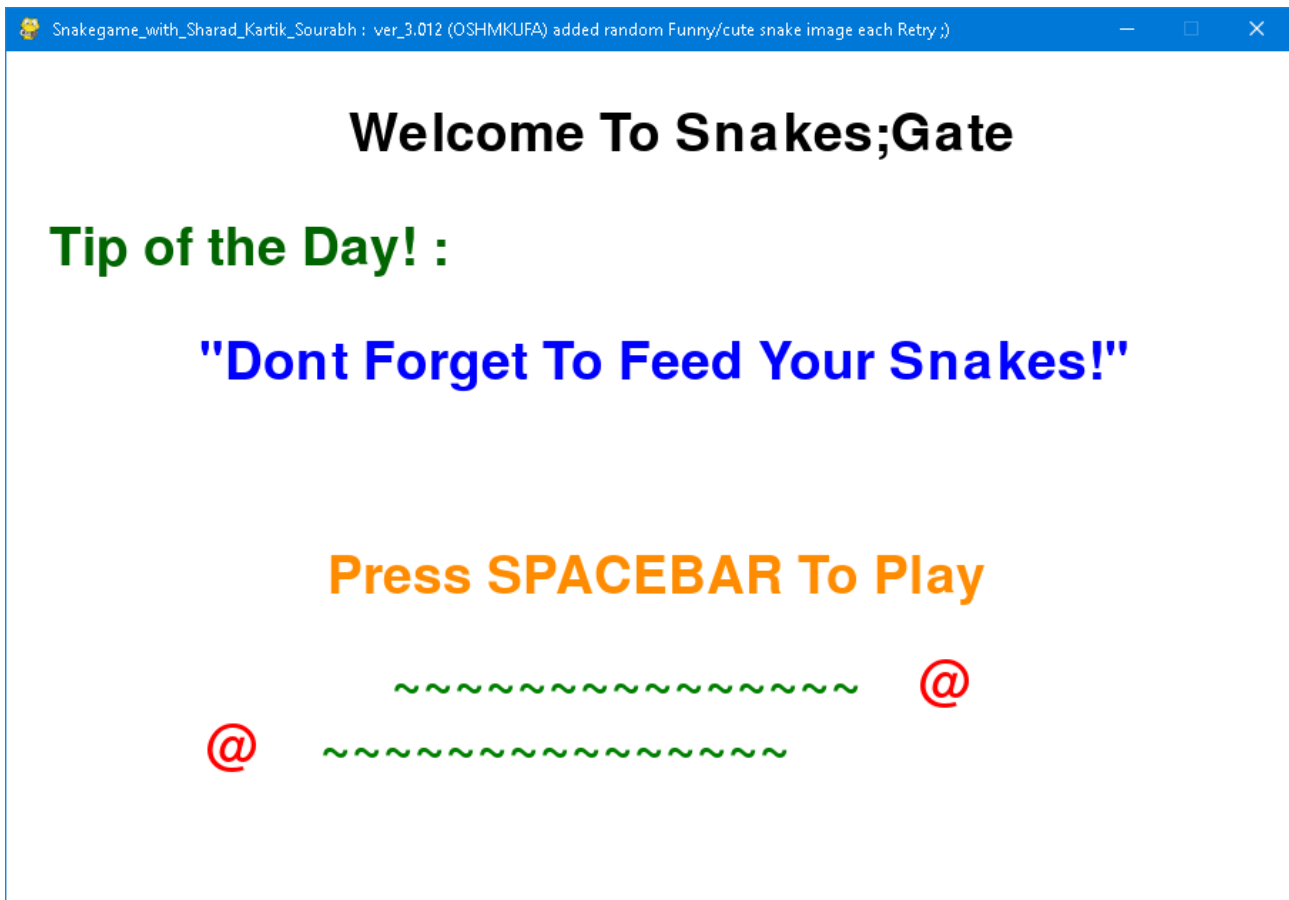 Snakegame_with_Sharad_Kartik_Sourabh : ver_3.012 (OSHMKUFA) added random Funny/cute snake image each Retry ;)
Welcome To Snakes;Gate
Tip of the Day! :
"Dont Forget To Feed Your Snakes!"
Press SPACEBAR To Play
~~~~~~~~~~~~~~~ @
@ ~~~~~~~~~~~~~~~